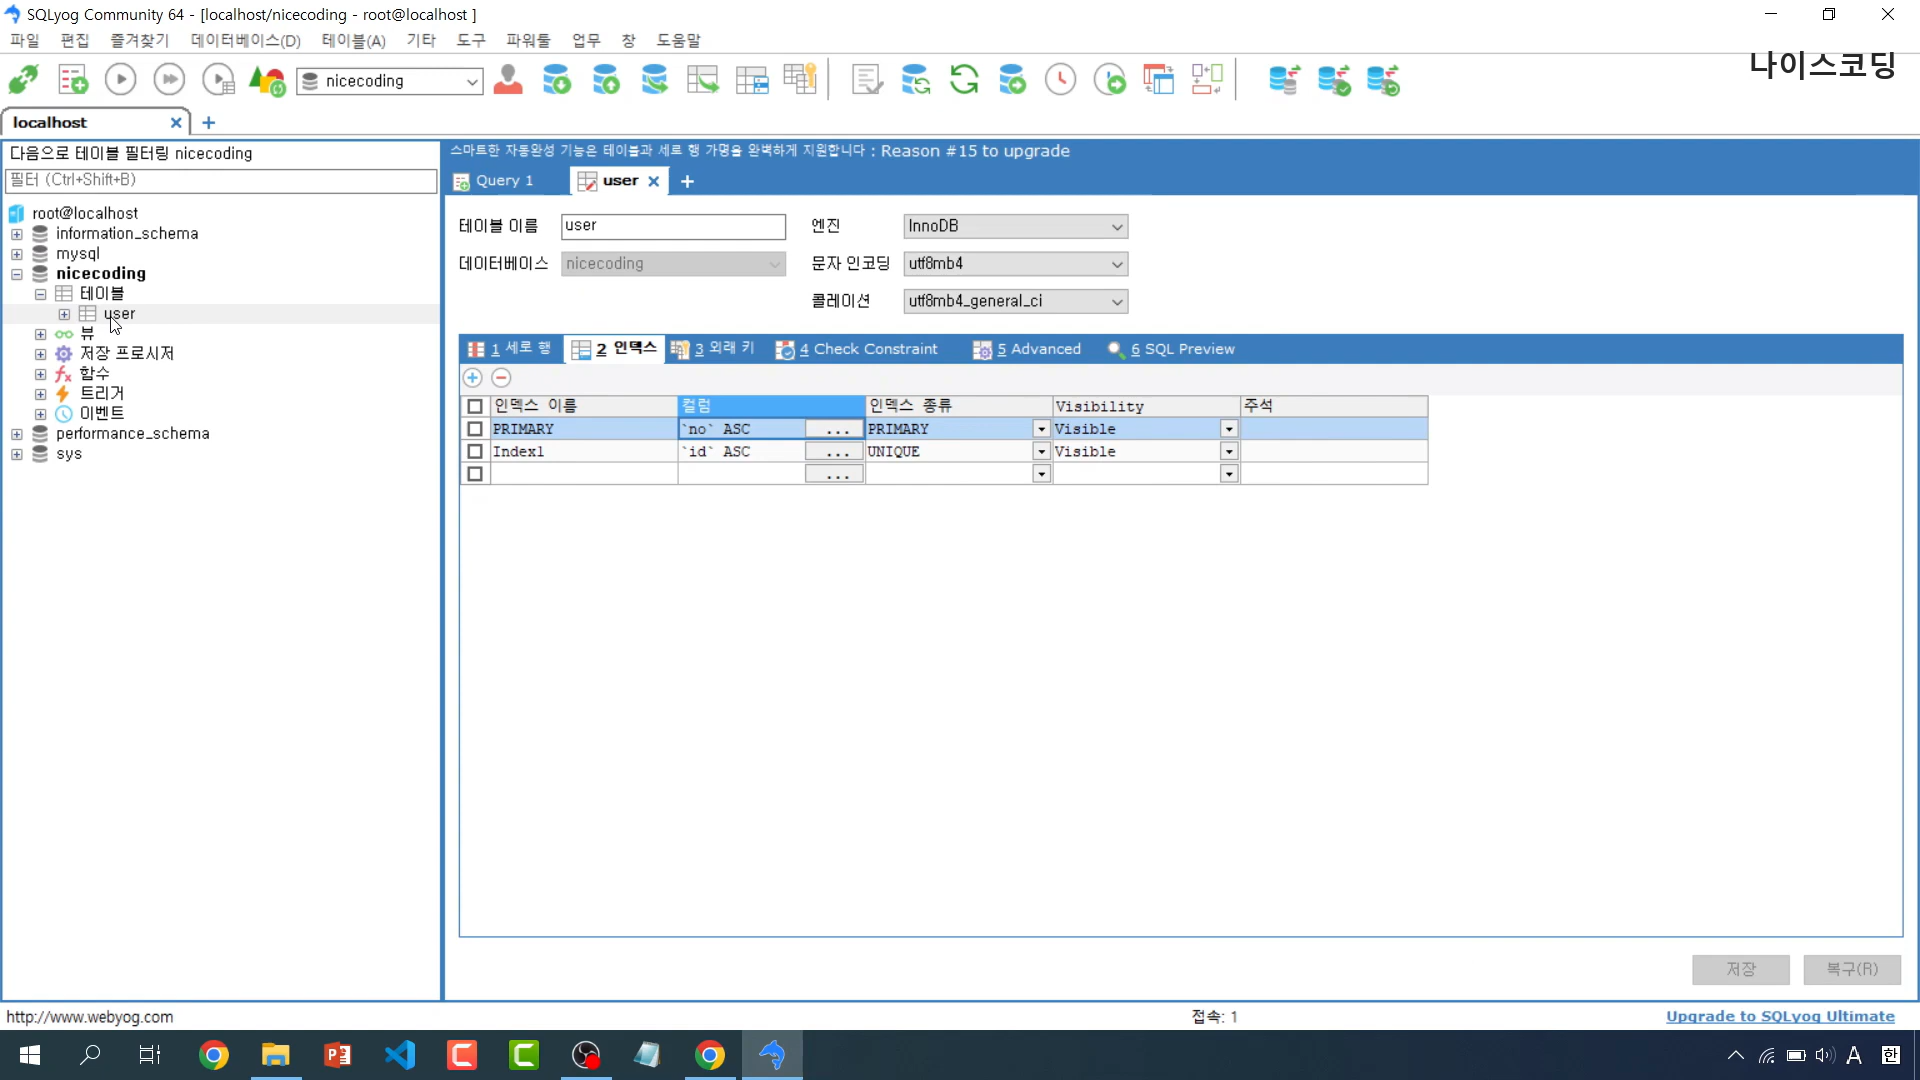 SQLyog Community 64 - [localhost/nicecoding - root@localhost ]
파일 편집 즐겨찾기 데이터베이스(D) 테이블(A) 기타 도구 파워툴 업무 창 도움말
nicecoding
나이스코딩
localhost
다음으로 테이블 필터링 nicecoding
필터 (Ctrl+Shift+B)
root@localhost
information_schema
mysql
nicecoding
테이블
user
뷰
저장 프로시저
함수
트리거
이벤트
performance_schema
sys
스마트한 자동완성 기능은 테이블과 세로 행 가명을 완벽하게 지원합니다 : Reason #15 to upgrade
Query 1 user
테이블 이름 user 엔진 InnoDB
데이터베이스 nicecoding 문자 인코딩 utf8mb4
콜레이션 utf8mb4_general_ci
1 세로 행 2 인덱스 3 외래 키 4 Check Constraint 5 Advanced 6 SQL Preview
인덱스 이름 컬럼 인덱스 종류 Visibility 주석
PRIMARY `no` ASC ... PRIMARY Visible
Index1 `id` ASC ... UNIQUE Visible
...
저장 복구(R)
http://www.webyog.com 접속: 1 Upgrade to SQLyog Ultimate
A 한